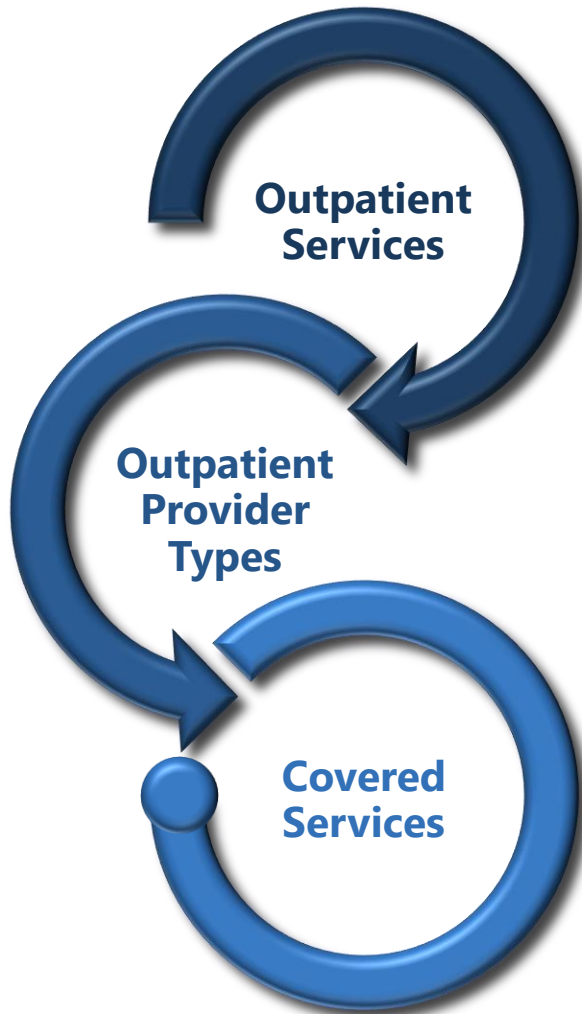 Outpatient
Services
Outpatient
Provider
Types
Covered
Services